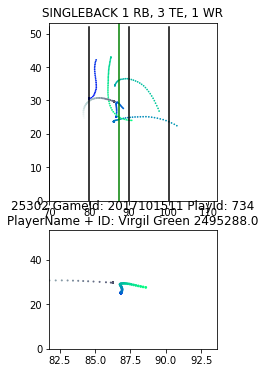 SINGLEBACK 1 RB, 3 TE, 1 WR
50
40
30
20
10
0
70 80 90 100 110
25302 GameId: 2017101511 PlayId: 734
PlayerName + ID: Virgil Green 2495288.0
40
20
0
82.5 85.0 87.5 90.0 92.5